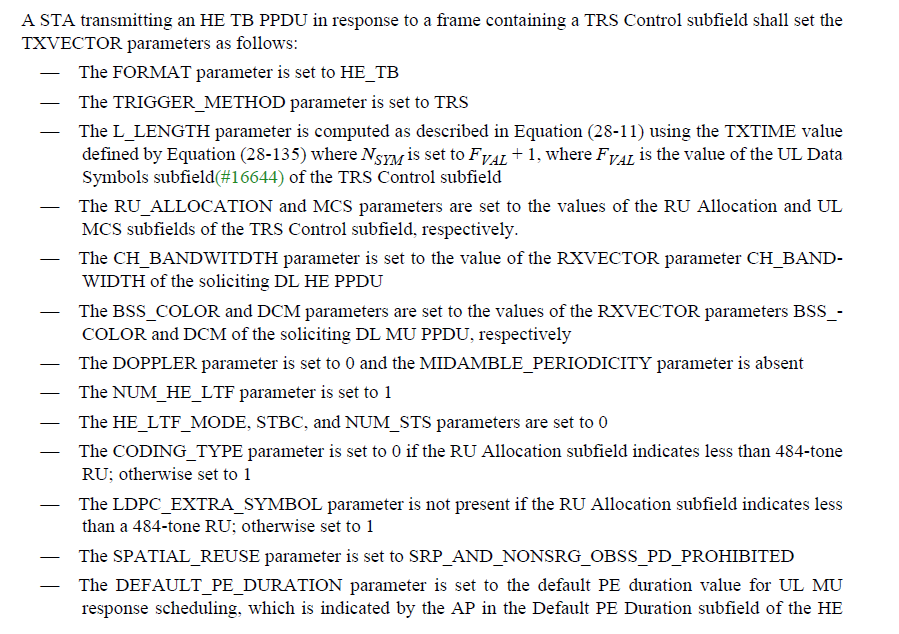 A STA transmitting an HE TB PPDU in response to a frame containing a TRS Control subfield shall set the
TXVECTOR parameters as follows:
— The FORMAT parameter is set to HE_TB
— The TRIGGER_METHOD parameter is set to TRS
— The L_LENGTH parameter is computed as described in Equation (28-11) using the TXTIME value
defined by Equation (28-135) where N_SYM is set to F_VAL + 1, where F_VAL is the value of the UL Data
Symbols subfield(#16644) of the TRS Control subfield
— The RU_ALLOCATION and MCS parameters are set to the values of the RU Allocation and UL
MCS subfields of the TRS Control subfield, respectively.
— The CH_BANDWITDTH parameter is set to the value of the RXVECTOR parameter CH_BAND-
WIDTH of the soliciting DL HE PPDU
— The BSS_COLOR and DCM parameters are set to the values of the RXVECTOR parameters BSS_-
COLOR and DCM of the soliciting DL MU PPDU, respectively
— The DOPPLER parameter is set to 0 and the MIDAMBLE_PERIODICITY parameter is absent
— The NUM_HE_LTF parameter is set to 1
— The HE_LTF_MODE, STBC, and NUM_STS parameters are set to 0
— The CODING_TYPE parameter is set to 0 if the RU Allocation subfield indicates less than 484-tone
RU; otherwise set to 1
— The LDPC_EXTRA_SYMBOL parameter is not present if the RU Allocation subfield indicates less
than a 484-tone RU; otherwise set to 1
— The SPATIAL_REUSE parameter is set to SRP_AND_NONSRG_OBSS_PD_PROHIBITED
— The DEFAULT_PE_DURATION parameter is set to the default PE duration value for UL MU
response scheduling, which is indicated by the AP in the Default PE Duration subfield of the HE